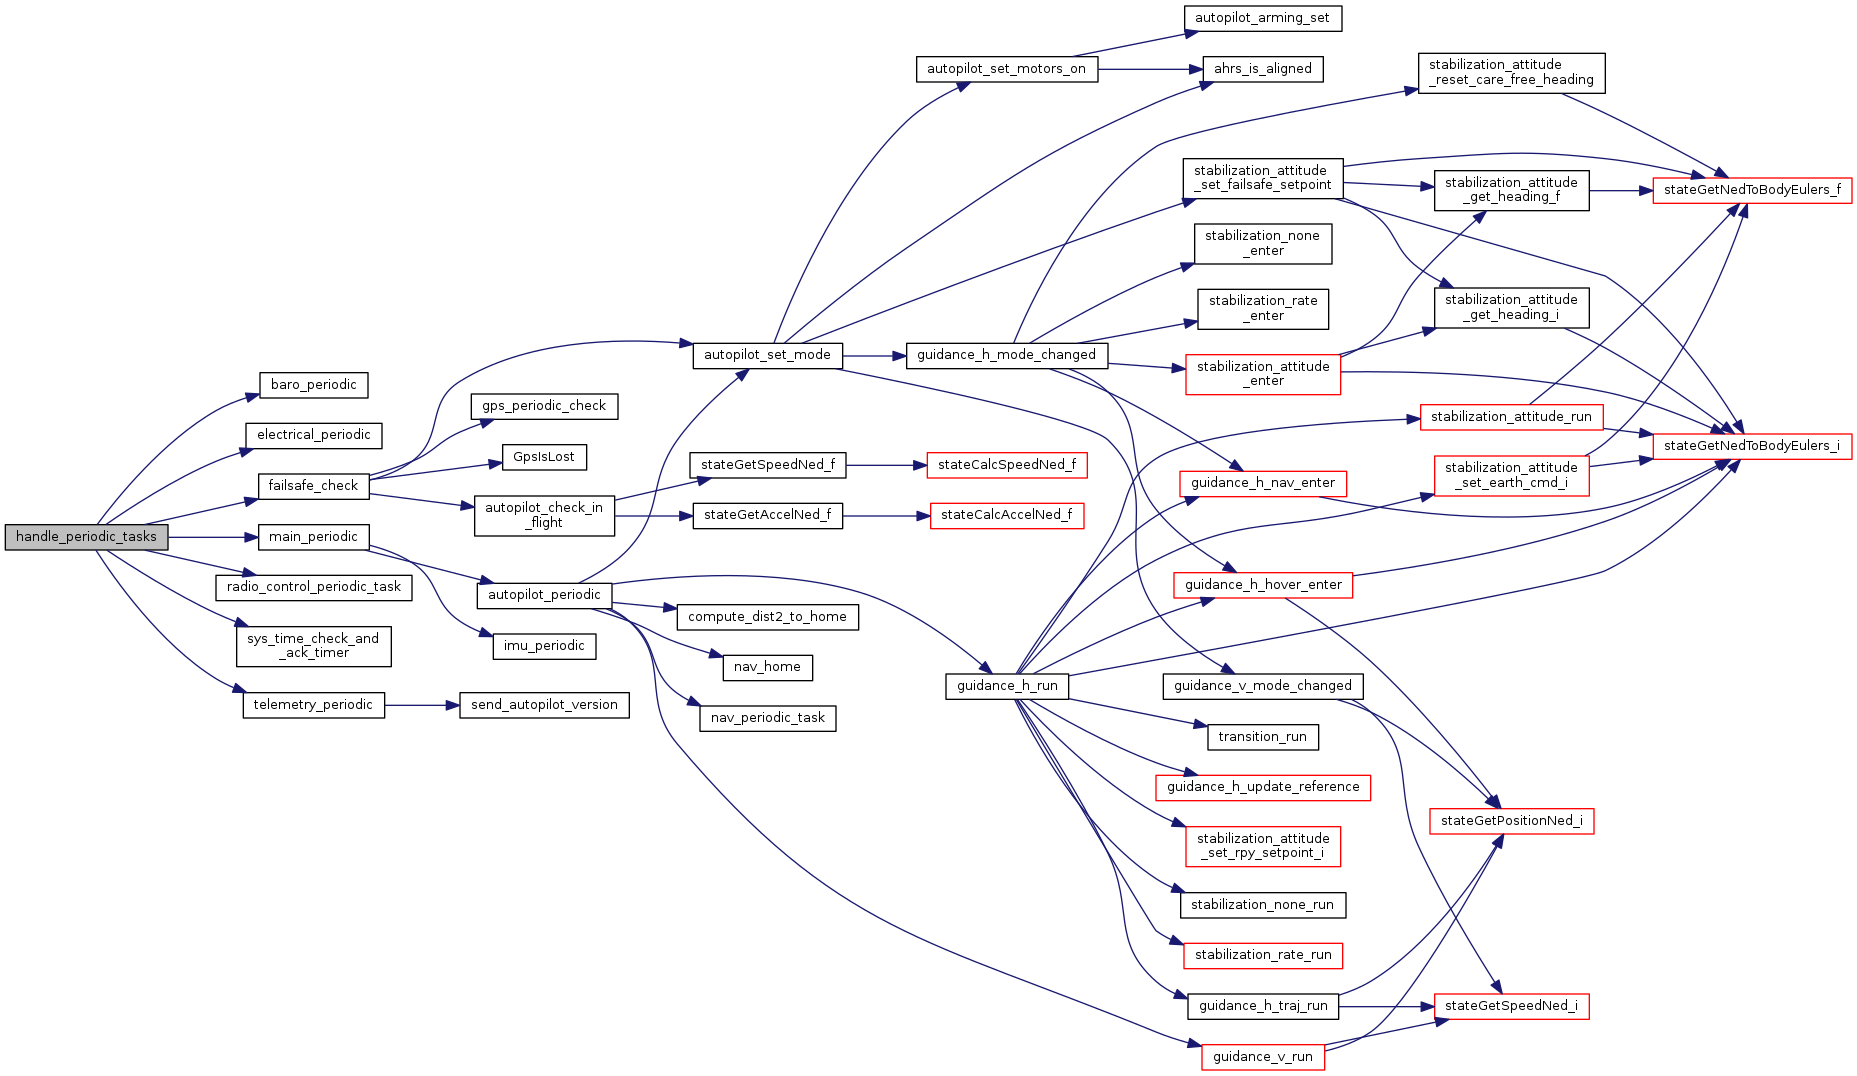 handle_periodic_tasks
baro_periodic
electrical_periodic
failsafe_check
main_periodic
radio_control_periodic_task
sys_time_check_and
_ack_timer
telemetry_periodic
gps_periodic_check
GpsIsLost
autopilot_check_in
_flight
autopilot_periodic
imu_periodic
send_autopilot_version
autopilot_set_mode
stateGetSpeedNed_f
stateGetAccelNed_f
compute_dist2_to_home
nav_home
nav_periodic_task
autopilot_set_motors_on
guidance_h_mode_changed
stateCalcSpeedNed_f
stateCalcAccelNed_f
guidance_h_run
autopilot_arming_set
ahrs_is_aligned
stabilization_attitude
_set_failsafe_setpoint
stabilization_none
_enter
stabilization_rate
_enter
stabilization_attitude
_enter
guidance_h_nav_enter
guidance_h_hover_enter
guidance_v_mode_changed
transition_run
guidance_h_update_reference
stabilization_attitude
_set_rpy_setpoint_i
stabilization_none_run
stabilization_rate_run
guidance_h_traj_run
guidance_v_run
stabilization_attitude
_reset_care_free_heading
stabilization_attitude
_get_heading_f
stabilization_attitude
_get_heading_i
stabilization_attitude_run
stabilization_attitude
_set_earth_cmd_i
stateGetPositionNed_i
stateGetSpeedNed_i
stateGetNedToBodyEulers_f
stateGetNedToBodyEulers_i